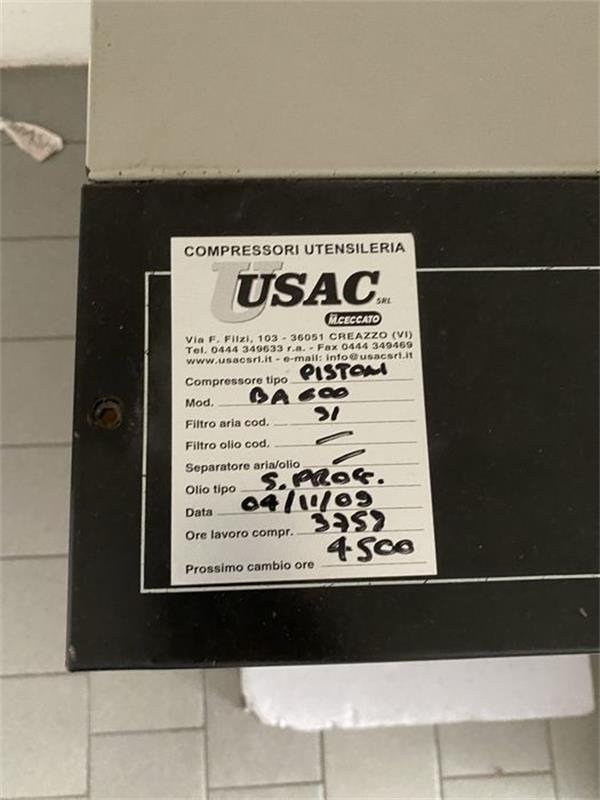 COMPRESSORI UTENSILERIA
USAC SRL
M.CECCATO
Via F. Filzi, 103 - 36051 CREAZZO (VI)
Tel. 0444 349633 r.a. - Fax 0444 349469
www.usacsrl.it - e-mail: info@usacsrl.it
Compressore tipo PISTONI
Mod. BA 600
Filtro aria cod. SI
Filtro olio cod. —
Separatore aria/olio —
Olio tipo S. PROG.
Data 04/11/09
Ore lavoro compr. 3757
Prossimo cambio ore 4500